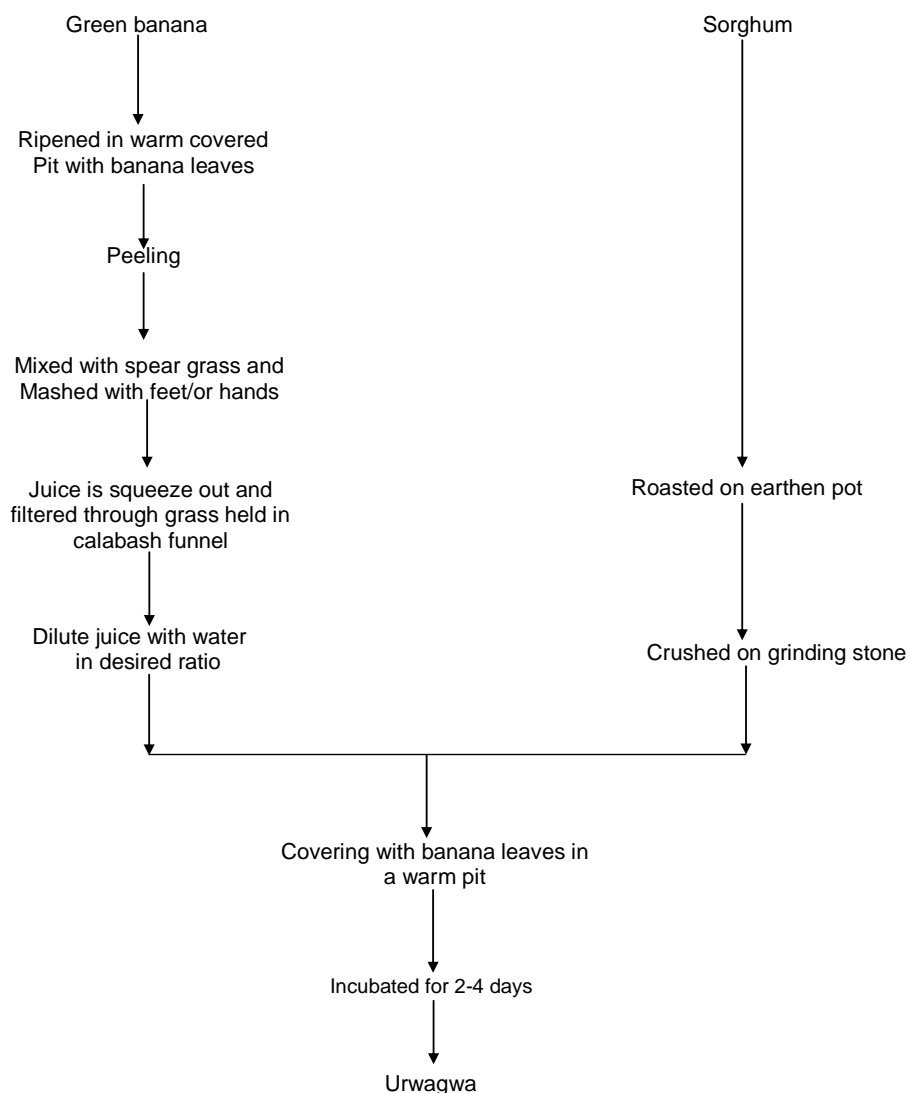 Green banana
Sorghum
Ripened in warm covered
Pit with banana leaves
Peeling
Mixed with spear grass and
Mashed with feet/or hands
Juice is squeeze out and
filtered through grass held in
calabash funnel
Roasted on earthen pot
Dilute juice with water
in desired ratio
Crushed on grinding stone
Covering with banana leaves in
a warm pit
Incubated for 2-4 days
Urwagwa